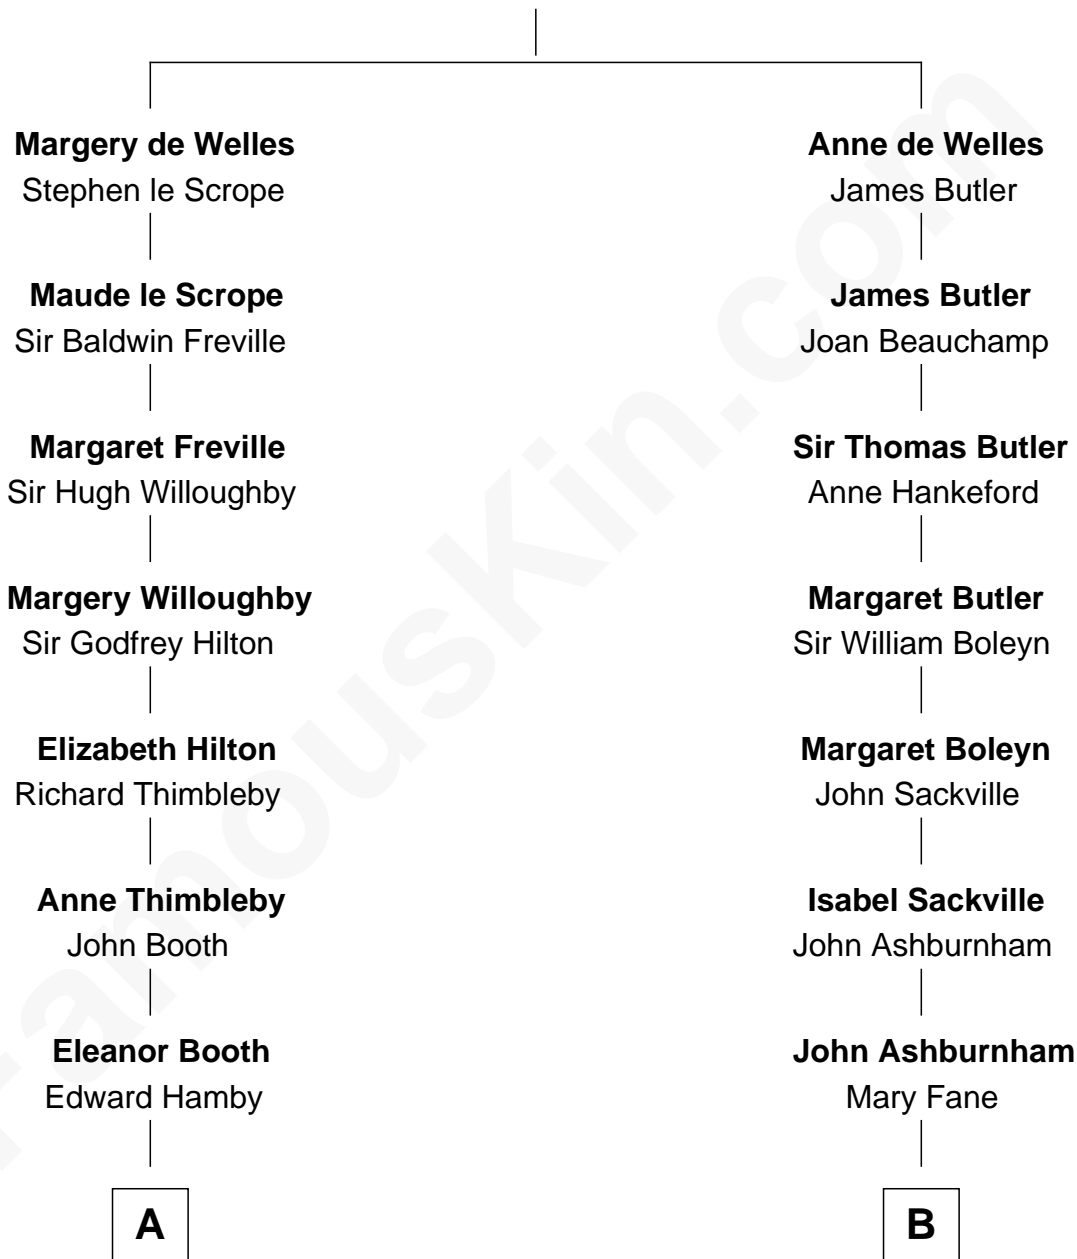 Margery de Welles
Stephen le Scrope
Maude le Scrope
Sir Baldwin Freville
Margaret Freville
Sir Hugh Willoughby
Margery Willoughby
Sir Godfrey Hilton
Elizabeth Hilton
Richard Thimbleby
Anne Thimbleby
John Booth
Eleanor Booth
Edward Hamby
A
Anne de Welles
James Butler
James Butler
Joan Beauchamp
Sir Thomas Butler
Anne Hankeford
Margaret Butler
Sir William Boleyn
Margaret Boleyn
John Sackville
Isabel Sackville
John Ashburnham
John Ashburnham
Mary Fane
B
FamousKin.com